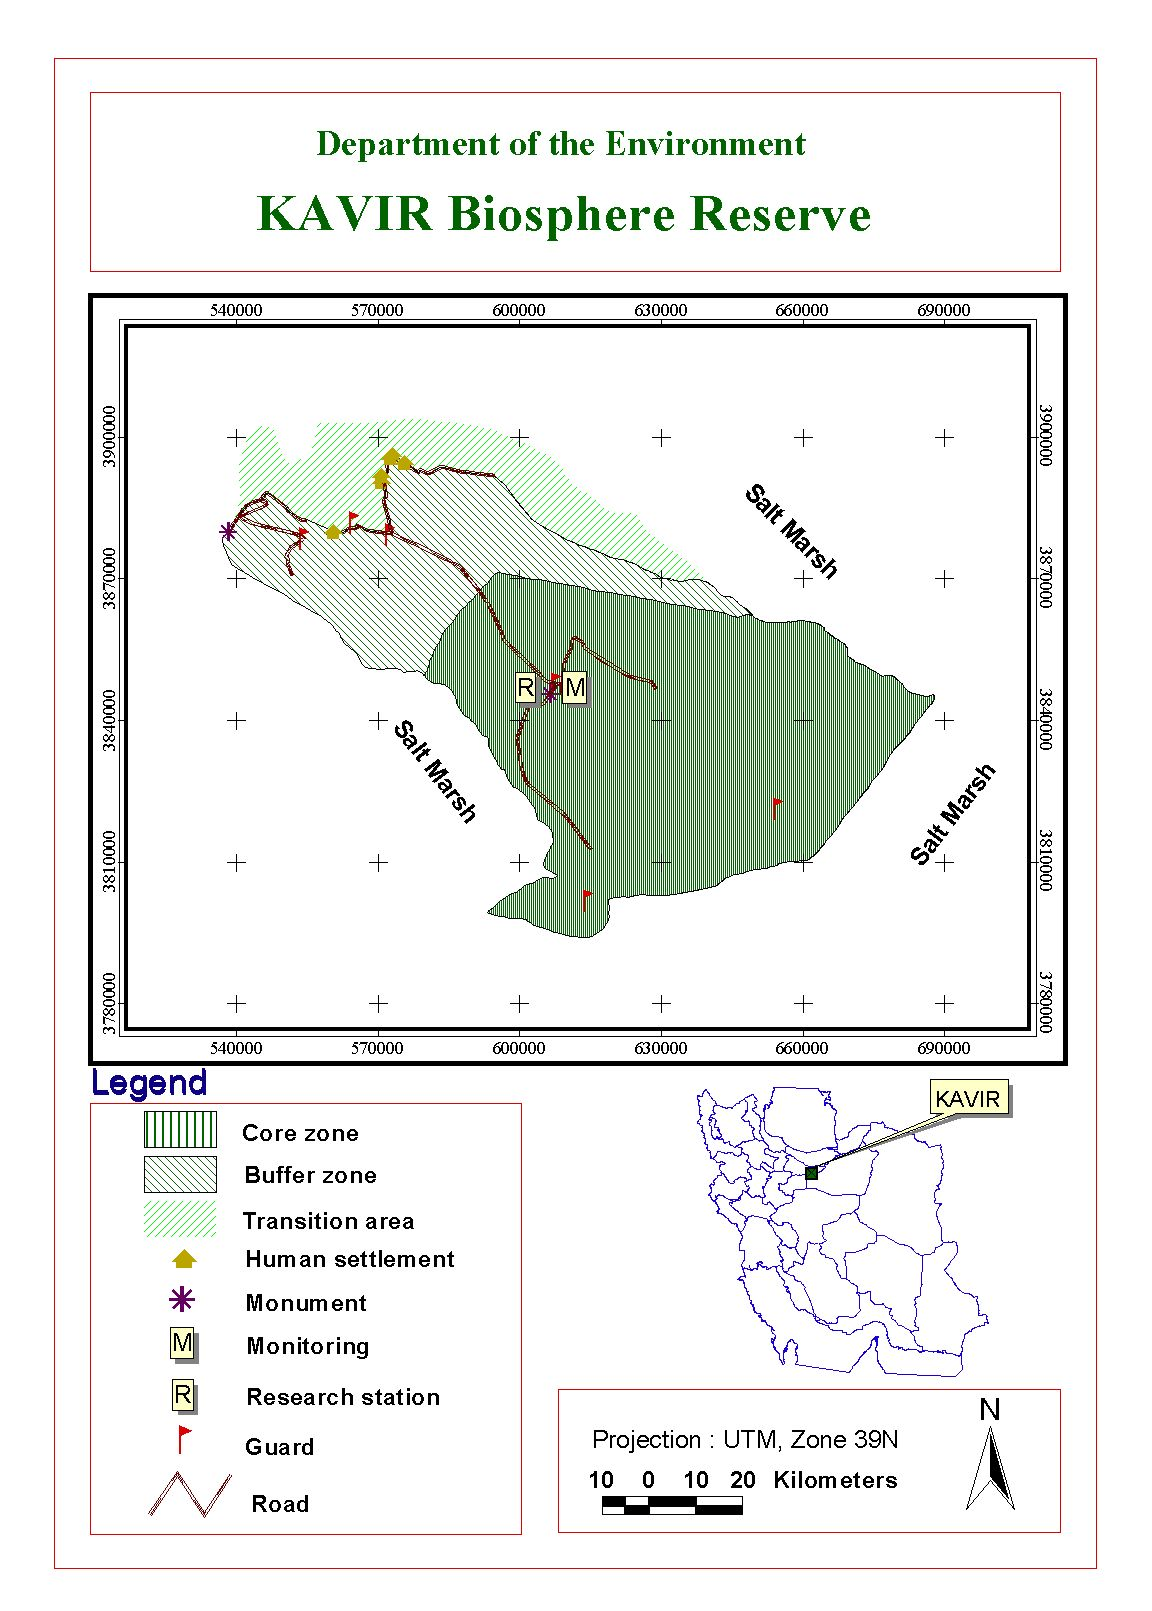 Department of the Environment
KAVIR Biosphere Reserve
540000 570000 600000 630000 660000 690000
3900000
3870000
3840000
3810000
3780000
3900000
3870000
3840000
3810000
3780000
Salt Marsh
R M
Salt Marsh
Salt Marsh
540000 570000 600000 630000 660000 690000
Legend
Core zone
Buffer zone
Transition area
Human settlement
Monument
M Monitoring
R Research station
Guard
Road
KAVIR
Projection : UTM, Zone 39N
10 0 10 20 Kilometers
N